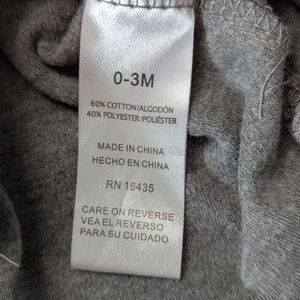 0-3M
60% COTTON/ALGODÓN
40% POLYESTER/POLIÉSTER
MADE IN CHINA
HECHO EN CHINA
RN 16435
CARE ON REVERSE
VEA EL REVERSO
PARA SU CUIDADO